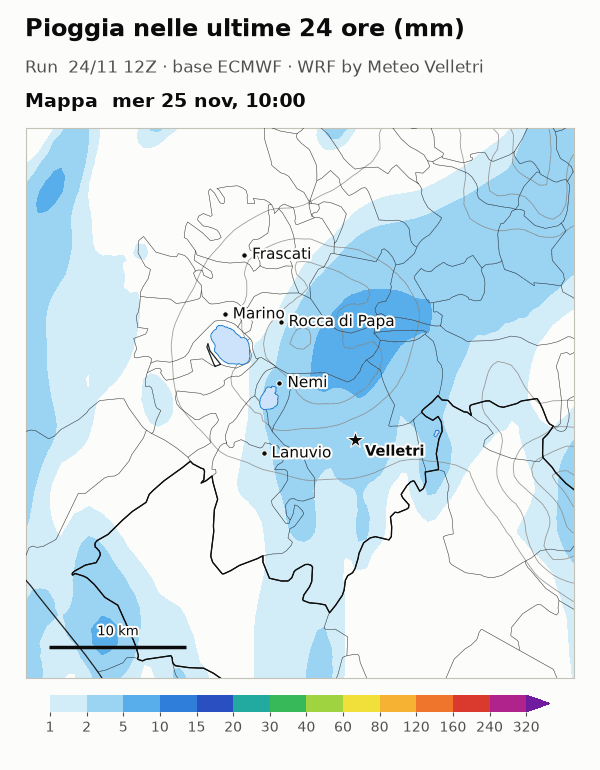 Pioggia nelle ultime 24 ore (mm)
Run  24/11 12Z · base ECMWF · WRF by Meteo Velletri
Mappa  mer 25 nov, 10:00
Frascati
Marino
Rocca di Papa
Nemi
Velletri
Lanuvio
10 km
1 2 5 10 15 20 30 40 60 80 120 160 240 320